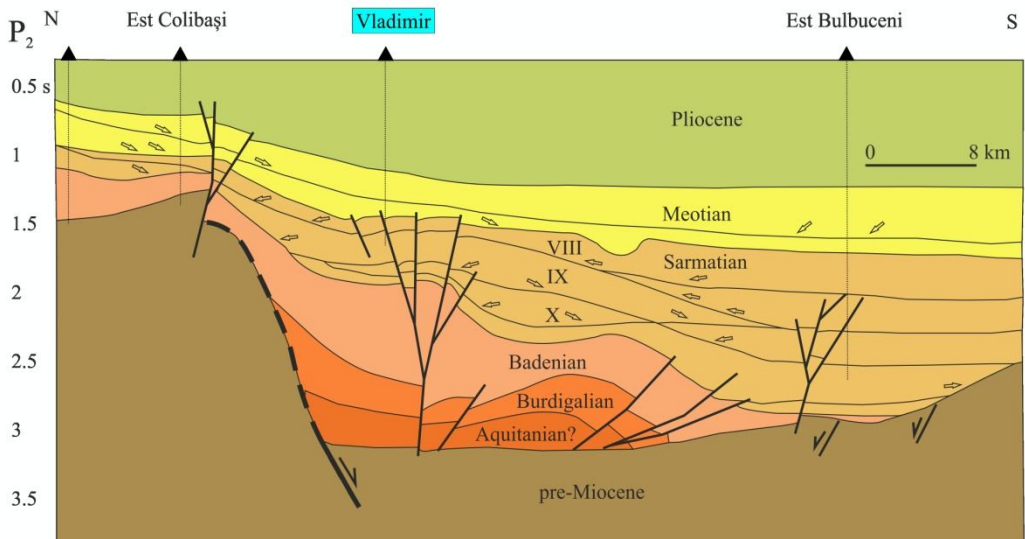 N Est Colibași Vladimir Est Bulbuceni S
P2
0.5 s
Pliocene
0 8 km
1
Meotian
1.5
VIII
Sarmatian
IX
2
X
2.5
Badenian
Burdigalian
3
Aquitanian?
pre-Miocene
3.5